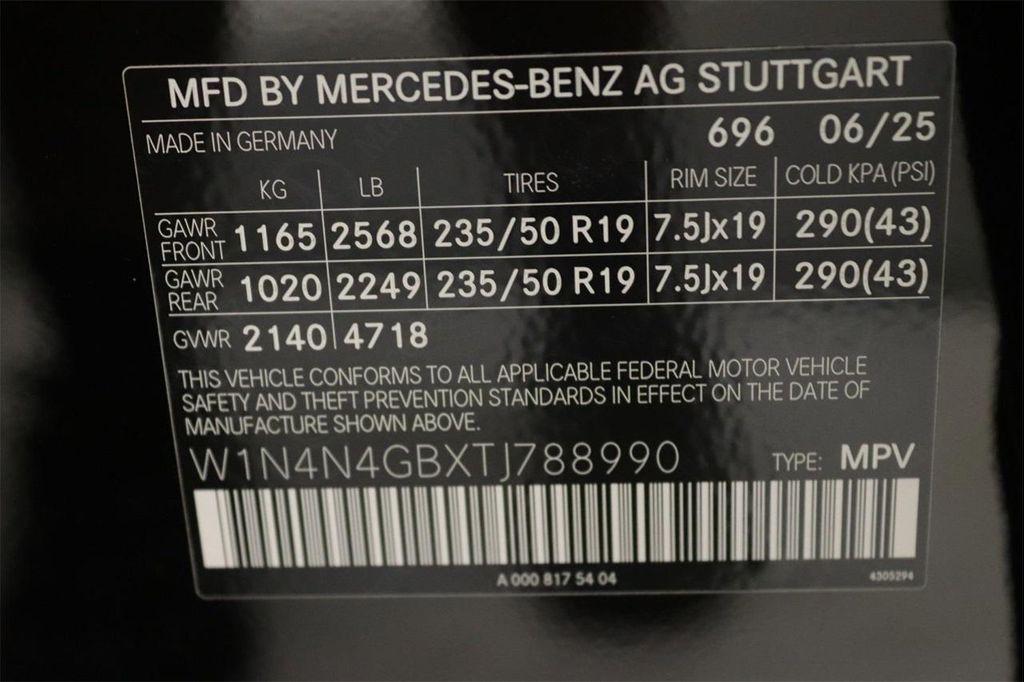 MFD BY MERCEDES-BENZ AG STUTTGART
MADE IN GERMANY 696 06/25
KG LB TIRES RIM SIZE COLD KPA (PSI)
GAWR FRONT 1165 2568 235/50 R19 7.5Jx19 290(43)
GAWR REAR 1020 2249 235/50 R19 7.5Jx19 290(43)
GVWR 2140 4718
THIS VEHICLE CONFORMS TO ALL APPLICABLE FEDERAL MOTOR VEHICLE
SAFETY AND THEFT PREVENTION STANDARDS IN EFFECT ON THE DATE OF
MANUFACTURE SHOWN ABOVE.
W1N4N4GBXTJ788990 TYPE: MPV
A 000 817 54 04 4305294